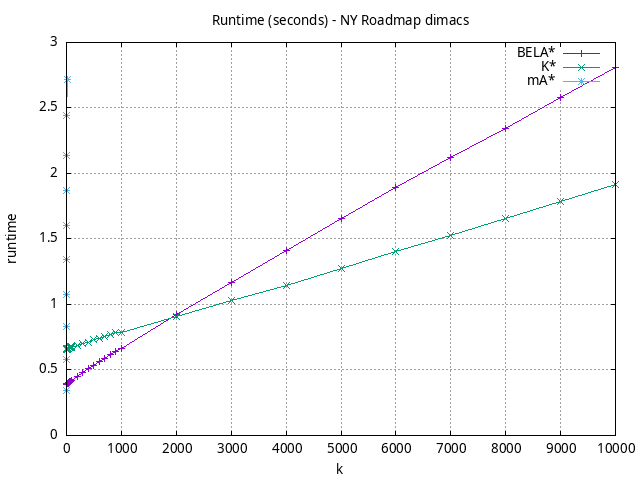 Runtime (seconds) - NY Roadmap dimacs
BELA*
K*
mA*
3
2.5
2
1.5
1
0.5
0
runtime
0 1000 2000 3000 4000 5000 6000 7000 8000 9000 10000
k